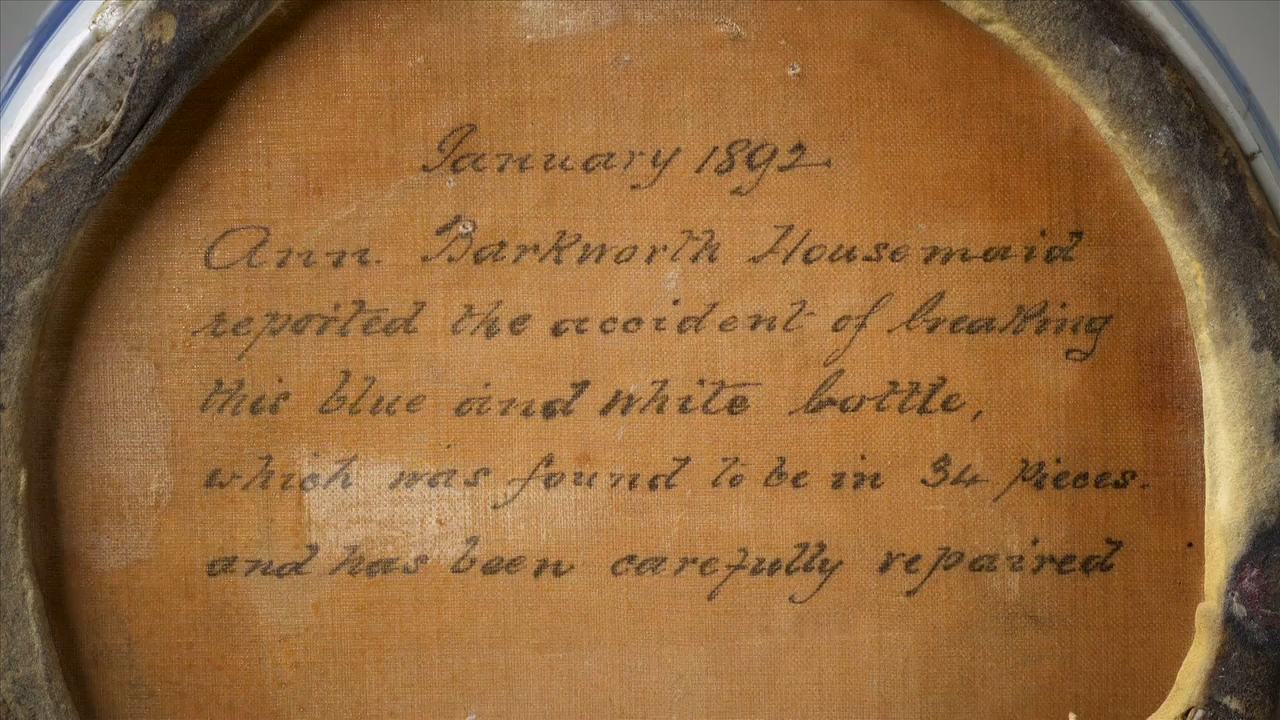 January 1892
Ann. Barkworth Housemaid
reported the accident of breaking
this blue and white bottle,
which was found to be in 34 pieces.
and has been carefully repaired